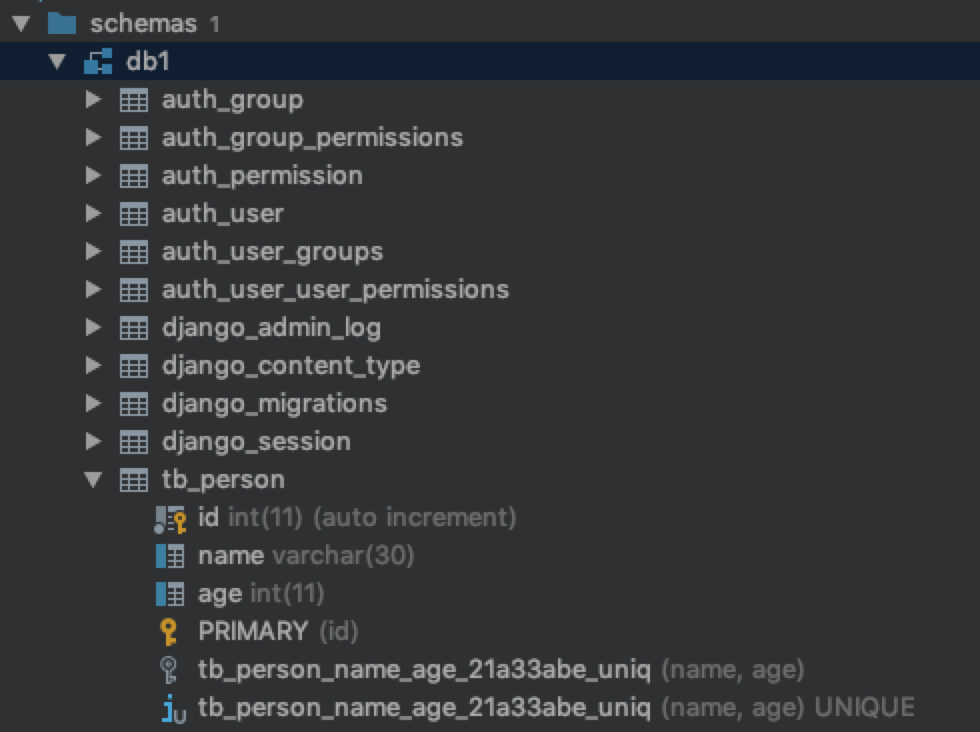 schemas 1
db1
auth_group
auth_group_permissions
auth_permission
auth_user
auth_user_groups
auth_user_user_permissions
django_admin_log
django_content_type
django_migrations
django_session
tb_person
id int(11) (auto increment)
name varchar(30)
age int(11)
PRIMARY (id)
tb_person_name_age_21a33abe_uniq (name, age)
tb_person_name_age_21a33abe_uniq (name, age) UNIQUE